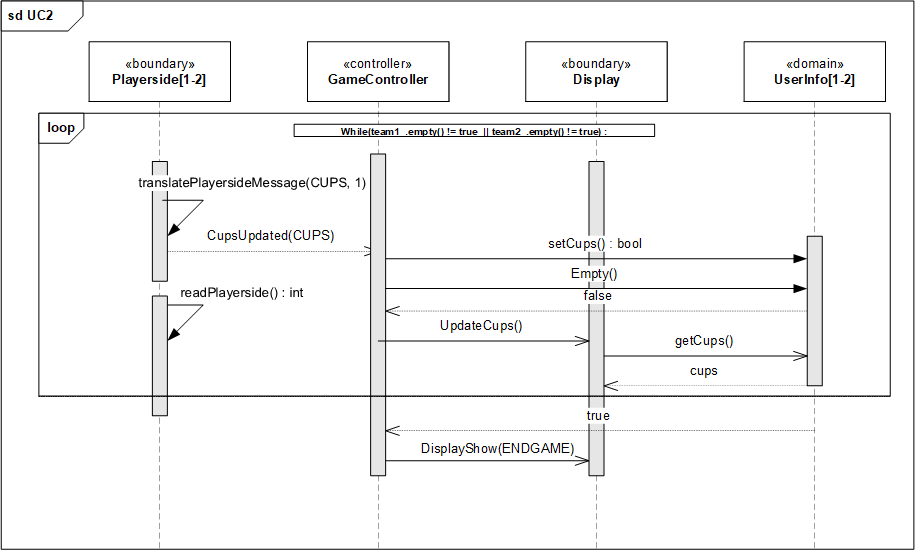 sd UC2
«boundary»
Playerside[1-2]
«controller»
GameController
«boundary»
Display
«domain»
UserInfo[1-2]
loop
While(team1 .empty() != true || team2 .empty() != true) :
translatePlayersideMessage(CUPS, 1)
CupsUpdated(CUPS)
setCups() : bool
Empty()
readPlayerside() : int
false
UpdateCups()
getCups()
cups
true
DisplayShow(ENDGAME)